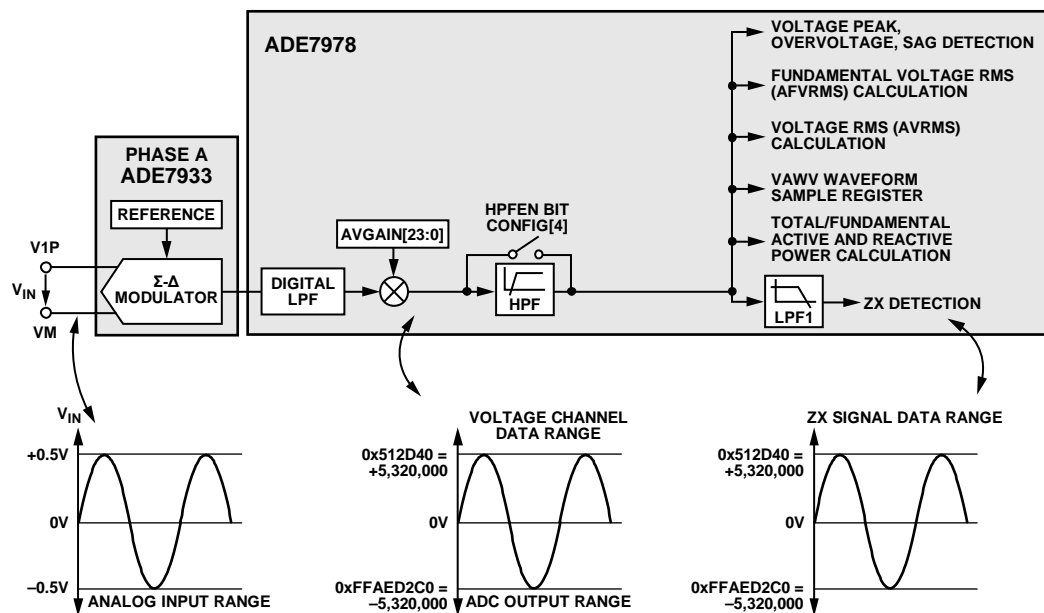 ADE7978
VOLTAGE PEAK,
OVERVOLTAGE, SAG DETECTION
FUNDAMENTAL VOLTAGE RMS
(AFVRMS) CALCULATION
VOLTAGE RMS (AVRMS)
CALCULATION
VAWV WAVEFORM
SAMPLE REGISTER
TOTAL/FUNDAMENTAL
ACTIVE AND REACTIVE
POWER CALCULATION
PHASE A
ADE7933
REFERENCE
Σ-Δ
MODULATOR
V1P
VIN
VM
DIGITAL
LPF
AVGAIN[23:0]
HPFEN BIT
CONFIG[4]
HPF
LPF1
ZX DETECTION
VIN
+0.5V
0V
–0.5V
ANALOG INPUT RANGE
VOLTAGE CHANNEL
DATA RANGE
0x512D40 =
+5,320,000
0V
0xFFAED2C0 =
–5,320,000
ADC OUTPUT RANGE
ZX SIGNAL DATA RANGE
0x512D40 =
+5,320,000
0V
0xFFAED2C0 =
–5,320,000